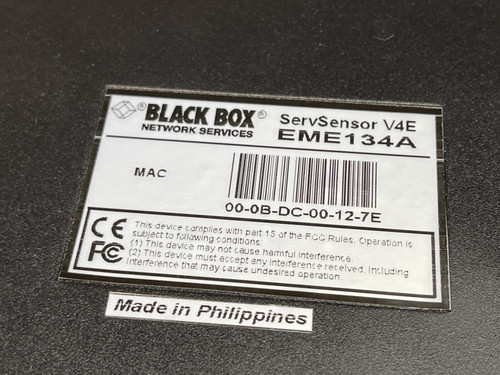 ® BLACK BOX ® ServSensor V4E
NETWORK SERVICES EME134A
MAC
00-0B-DC-00-12-7E
CE This device complies with part 15 of the FCC Rules. Operation is
subject to following conditions:
(1) This device may not cause harmful interference.
FC (2) This device must accept any interference received, including
interference that may cause undesired operation.
Made in Philippines